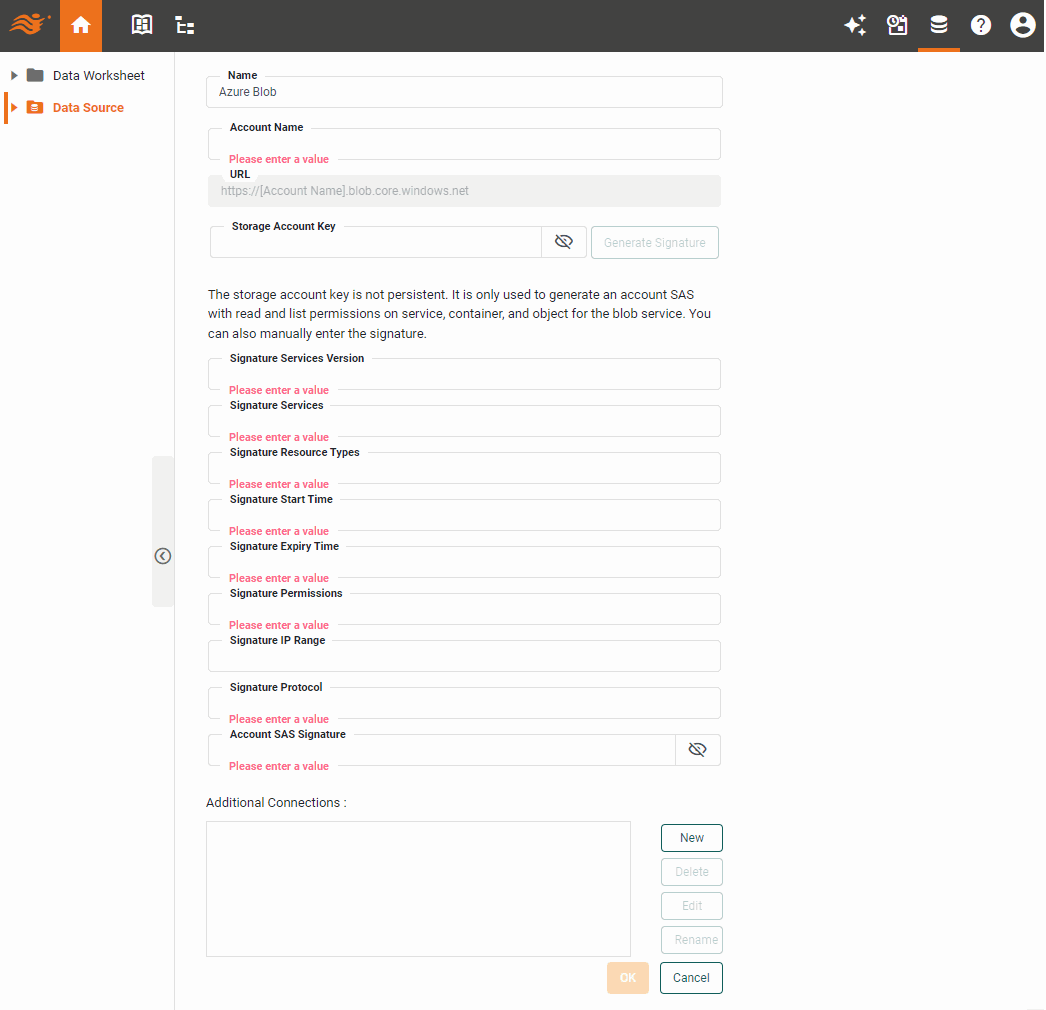 Data Worksheet
Data Source
Name
Azure Blob
Account Name
Please enter a value
URL
https://[Account Name].blob.core.windows.net
Storage Account Key
Generate Signature
The storage account key is not persistent. It is only used to generate an account SAS
with read and list permissions on service, container, and object for the blob service. You
can also manually enter the signature.
Signature Services Version
Please enter a value
Signature Services
Please enter a value
Signature Resource Types
Please enter a value
Signature Start Time
Please enter a value
Signature Expiry Time
Please enter a value
Signature Permissions
Please enter a value
Signature IP Range
Signature Protocol
Please enter a value
Account SAS Signature
Please enter a value
Additional Connections :
New
Delete
Edit
Rename
OK
Cancel